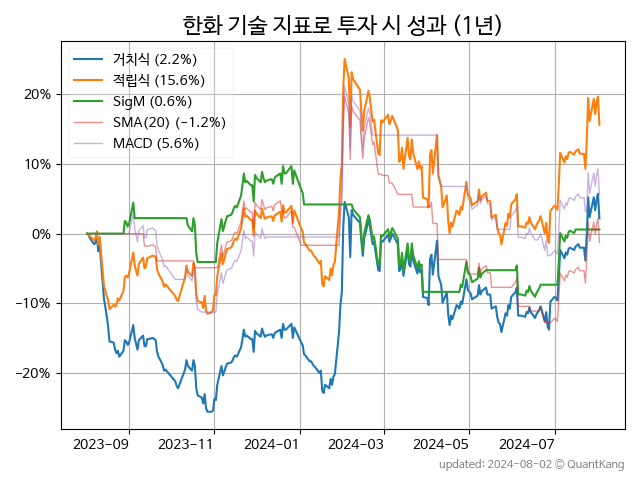 한화 기술 지표로 투자 시 성과 (1년)
거치식 (2.2%)
적립식 (15.6%)
SigM (0.6%)
SMA(20) (−1.2%)
MACD (5.6%)
20%
10%
0%
−10%
−20%
2023-09 2023-11 2024-01 2024-03 2024-05 2024-07
updated: 2024-08-02 © QuantKang